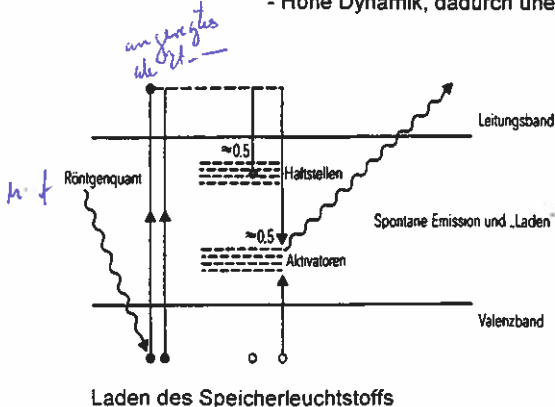 - Hohe Dynamik, dadurch une
angeregtes
Leitungsband
≈0.5
Haftstellen
Röntgenquant
Spontane Emission und „Laden"
≈0.5
Aktivatoren
Valenzband
Laden des Speicherleuchtstoffs